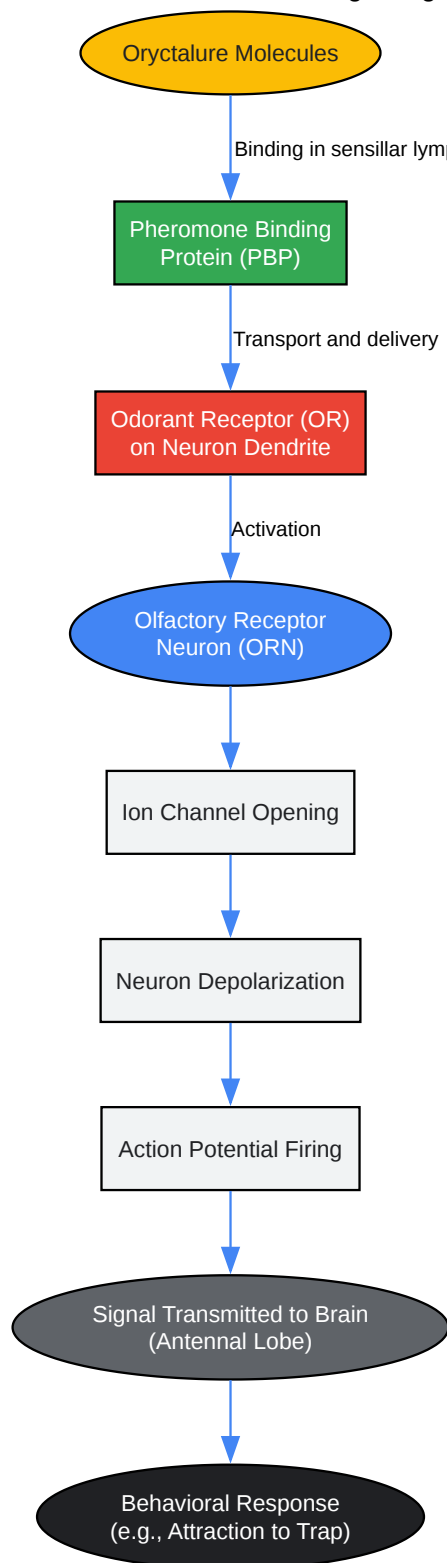 Oryctalure Molecules
Binding in sensillar
Pheromone Binding
Protein (PBP)
Transport and delivery
Odorant Receptor (OR)
on Neuron Dendrite
Activation
Olfactory Receptor
Neuron (ORN)
Ion Channel Opening
Neuron Depolarization
Action Potential Firing
Signal Transmitted to Brain
(Antennal Lobe)
Behavioral Response
(e.g., Attraction to Trap)